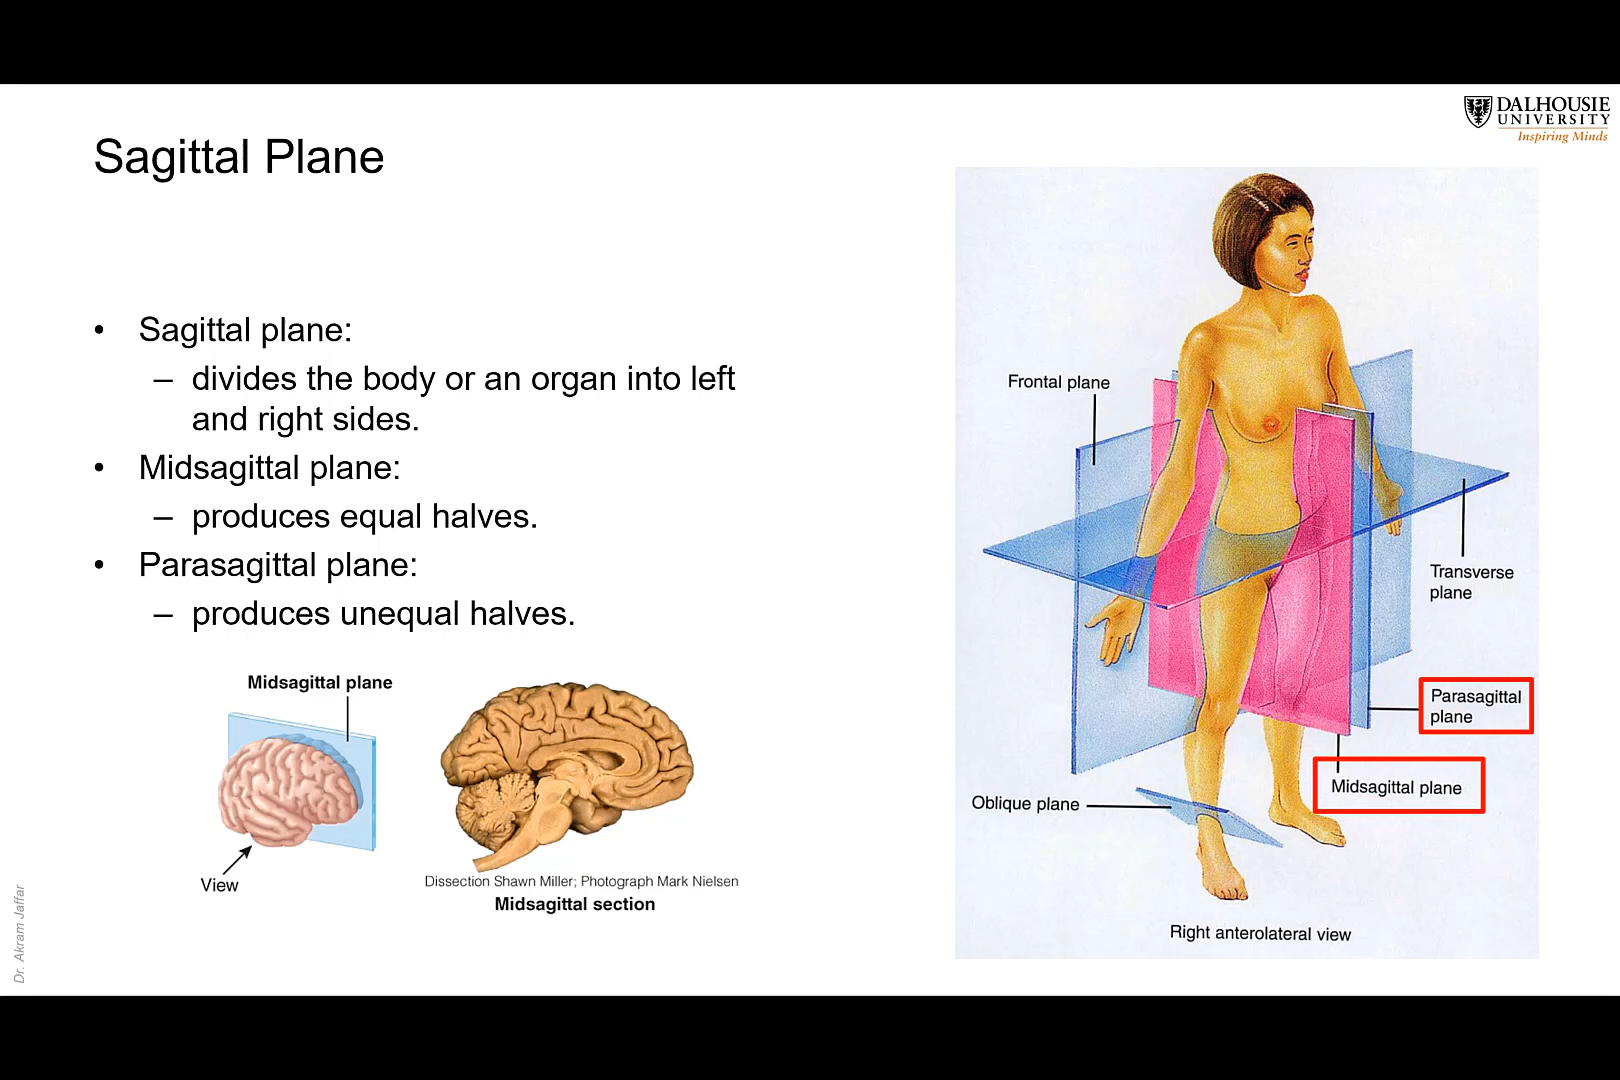 DALHOUSIE
UNIVERSITY
Inspiring Minds
Sagittal Plane
• Sagittal plane:
– divides the body or an organ into left
and right sides.
• Midsagittal plane:
– produces equal halves.
• Parasagittal plane:
– produces unequal halves.
Midsagittal plane
View
Dissection Shawn Miller; Photograph Mark Nielsen
Midsagittal section
Frontal plane
Transverse
plane
Parasagittal
plane
Midsagittal plane
Oblique plane
Right anterolateral view
Dr. Akram Jaffar